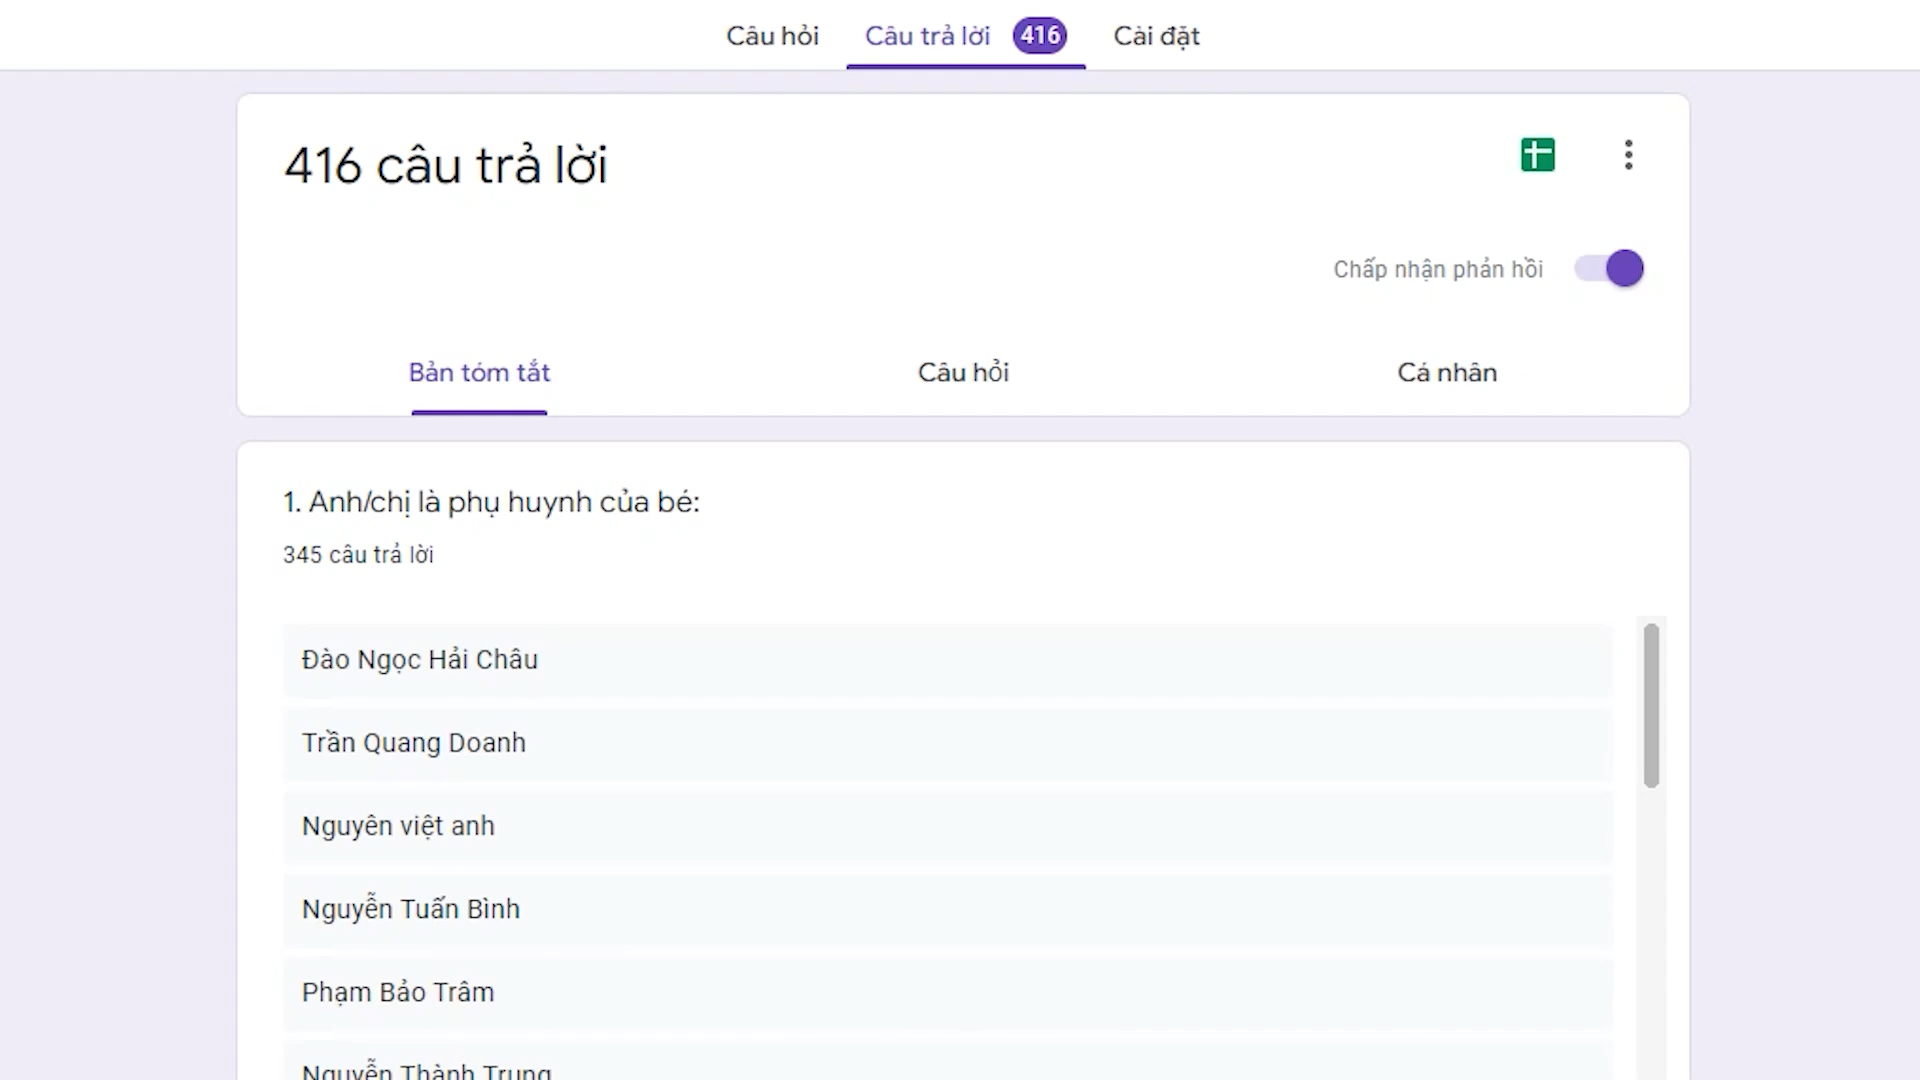 Câu hỏi Câu trả lời 416 Cài đặt
416 câu trả lời
Chấp nhận phản hồi
Bản tóm tắt Câu hỏi Cá nhân
1. Anh/chị là phụ huynh của bé:
345 câu trả lời
Đào Ngọc Hải Châu
Trần Quang Doanh
Nguyên việt anh
Nguyễn Tuấn Bình
Phạm Bảo Trâm
Nguyễn Thành Trung